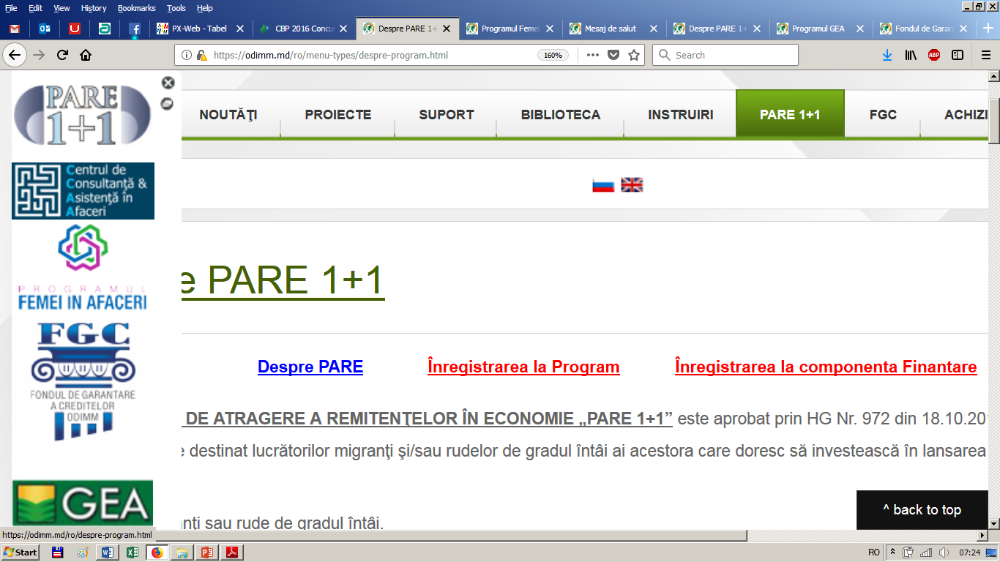 File Edit View History Bookmarks Tools Help
PX-Web - Tabel CBP 2016 Concu Despre PARE 1+ Programul Femei Mesaj de salut Despre PARE 1+ Programul GEA Fondul de Garan
https://odimm.md/ro/menu-types/despre-program.html 160% Search ABP
PARE
1+1
NOUTĂŢI PROIECTE SUPORT BIBLIOTECA INSTRUIRI PARE 1+1 FGC ACHIZI
Centrul de
Consultanţă &
Asistenţă în
Afaceri
PROGRAMUL
FEMEI IN AFACERI
FGC
FONDUL DE GARANTARE
A CREDITELOR
ODIMM
GEA
e PARE 1+1
Despre PARE Înregistrarea la Program Înregistrarea la componenta Finantare
DE ATRAGERE A REMITENŢELOR ÎN ECONOMIE „PARE 1+1” este aprobat prin HG Nr. 972 din 18.10.20
e destinat lucrătorilor migranţi şi/sau rudelor de gradul întâi ai acestora care doresc să investească în lansarea
anţi sau rude de gradul întâi.
^ back to top
https://odimm.md/ro/despre-program.html
Start RO 07:24